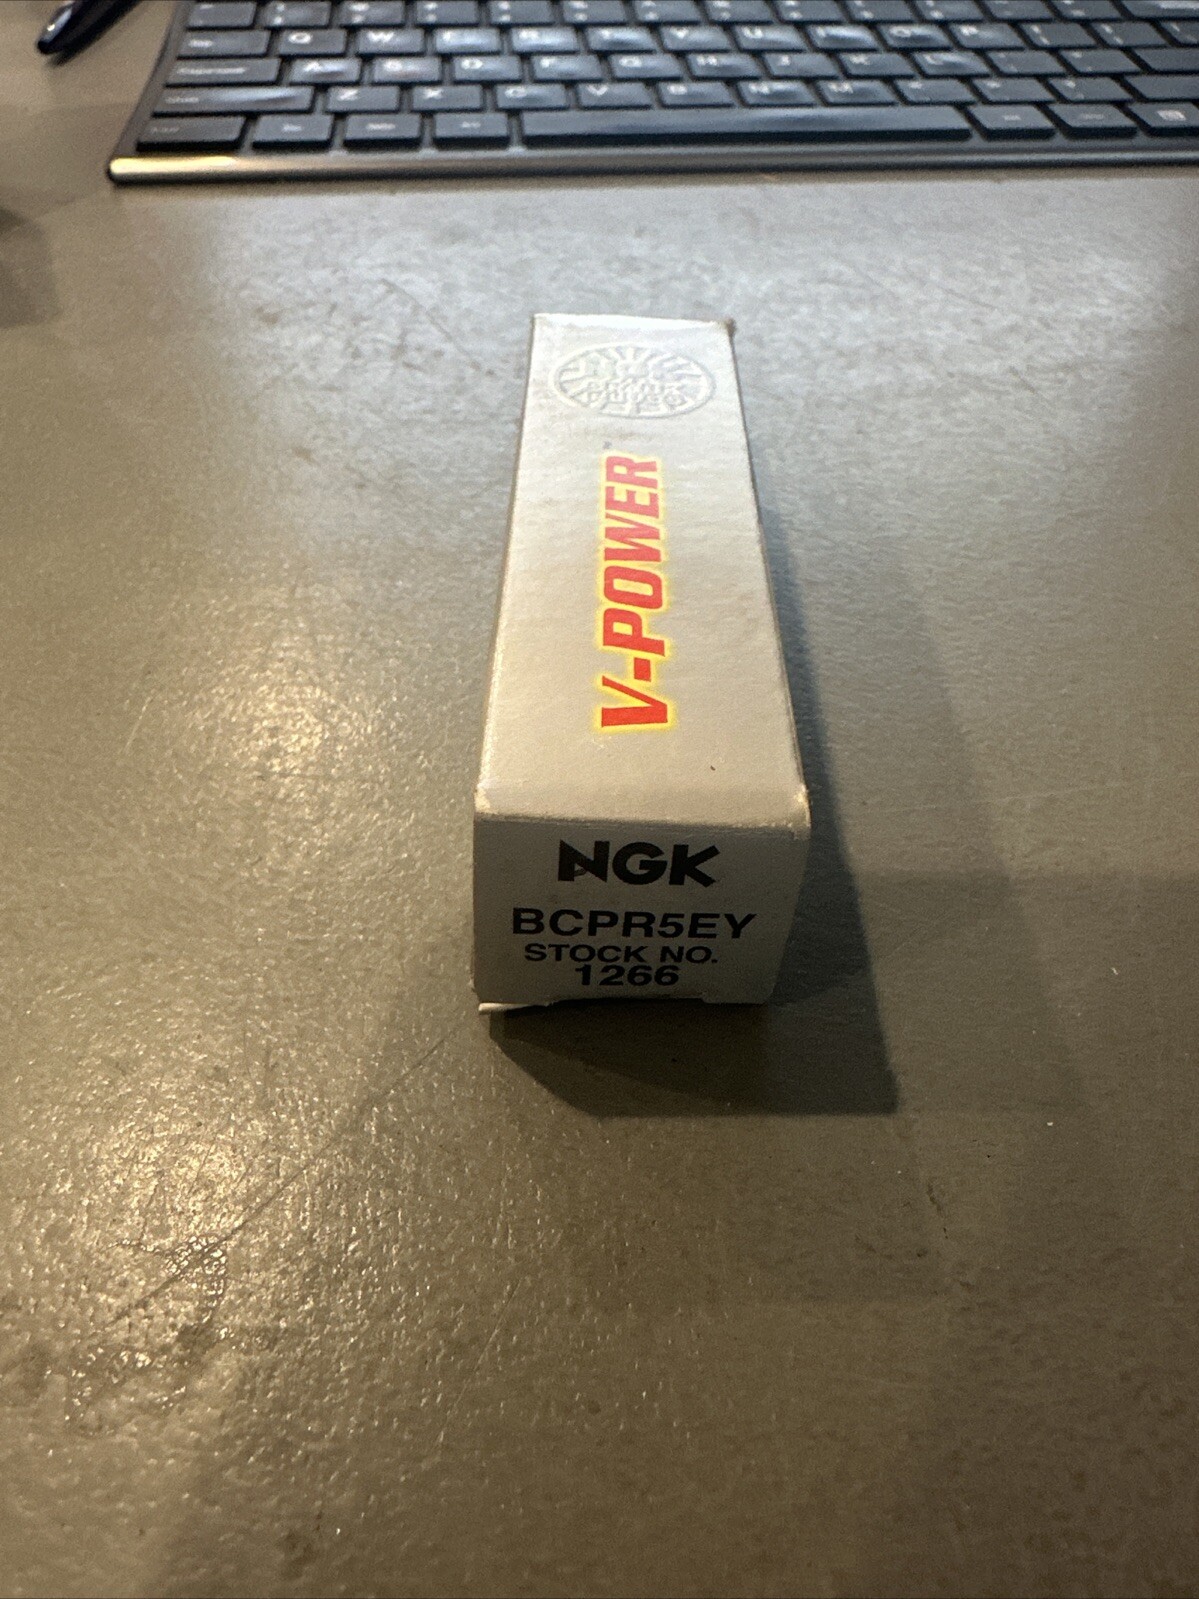 Q W E R T Y U I O P
A S D F G H J K L
Z X C V B N M
V-POWER
NGK
BCPR5EY
STOCK NO.
1266